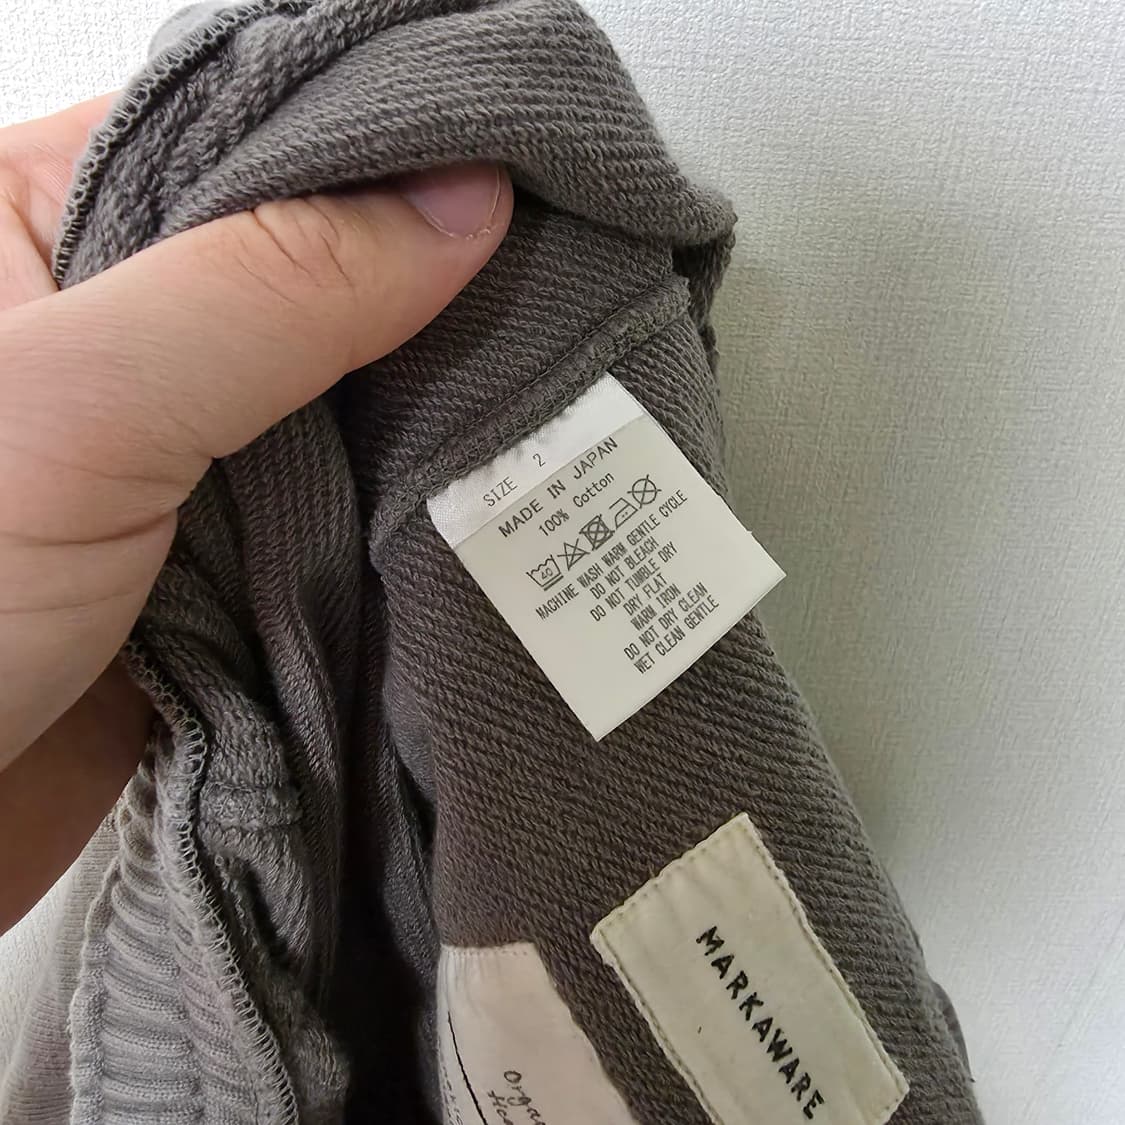 SIZE 2
MADE IN JAPAN
100% Cotton
40
MACHINE WASH WARM GENTLE CYCLE
DO NOT BLEACH
DO NOT TUMBLE DRY
DRY FLAT
WARM IRON
DO NOT DRY CLEAN
WET CLEAN GENTLE
MARKAWARE